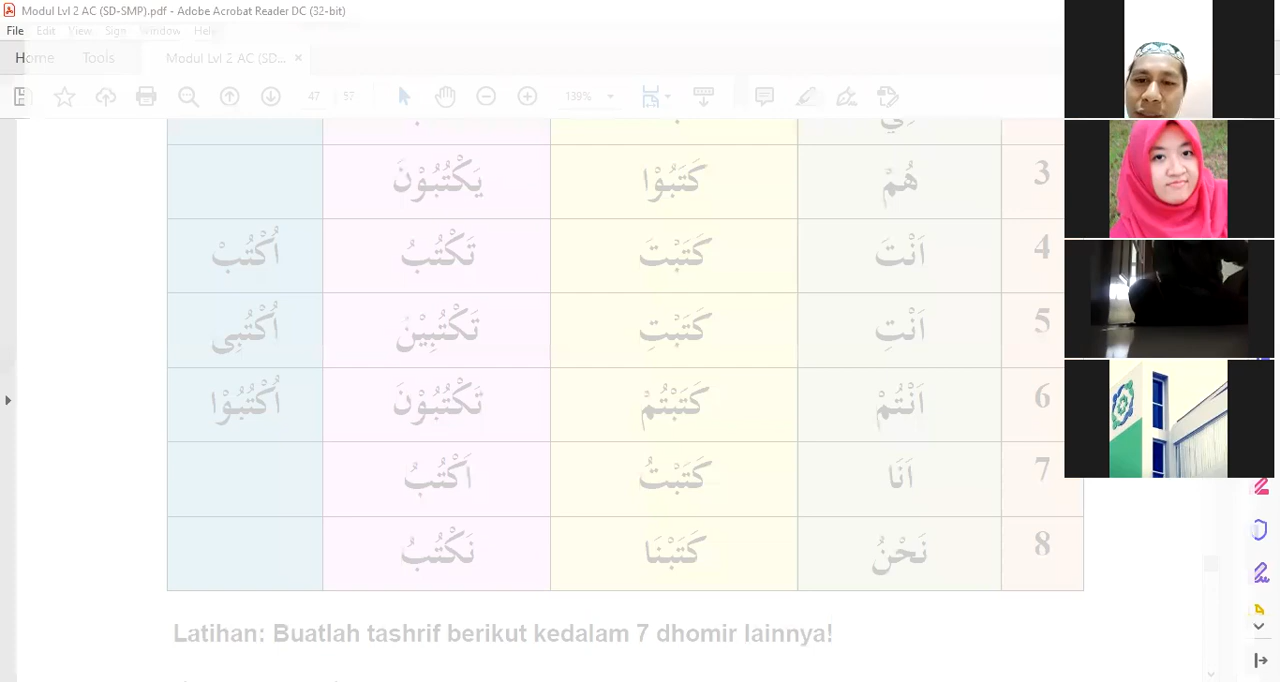 Modul Lvl 2 AC (SD-SMP).pdf - Adobe Acrobat Reader DC (32-bit)
File Edit View Sign Window Help
Home Tools Modul Lvl 2 AC (SD... ×
47 57 139%
3 هُمْ كَتَبُوْا يَكْتُبُوْنَ
4 اَنْتَ كَتَبْتَ تَكْتُبُ اُكْتُبْ
5 اَنْتِ كَتَبْتِ تَكْتُبِيْنَ اُكْتُبِى
6 اَنْتُمْ كَتَبْتُمْ تَكْتُبُوْنَ اُكْتُبُوْا
7 اَنَا كَتَبْتُ اَكْتُبُ
8 نَحْنُ كَتَبْنَا نَكْتُبُ
Latihan: Buatlah tashrif berikut kedalam 7 dhomir lainnya!